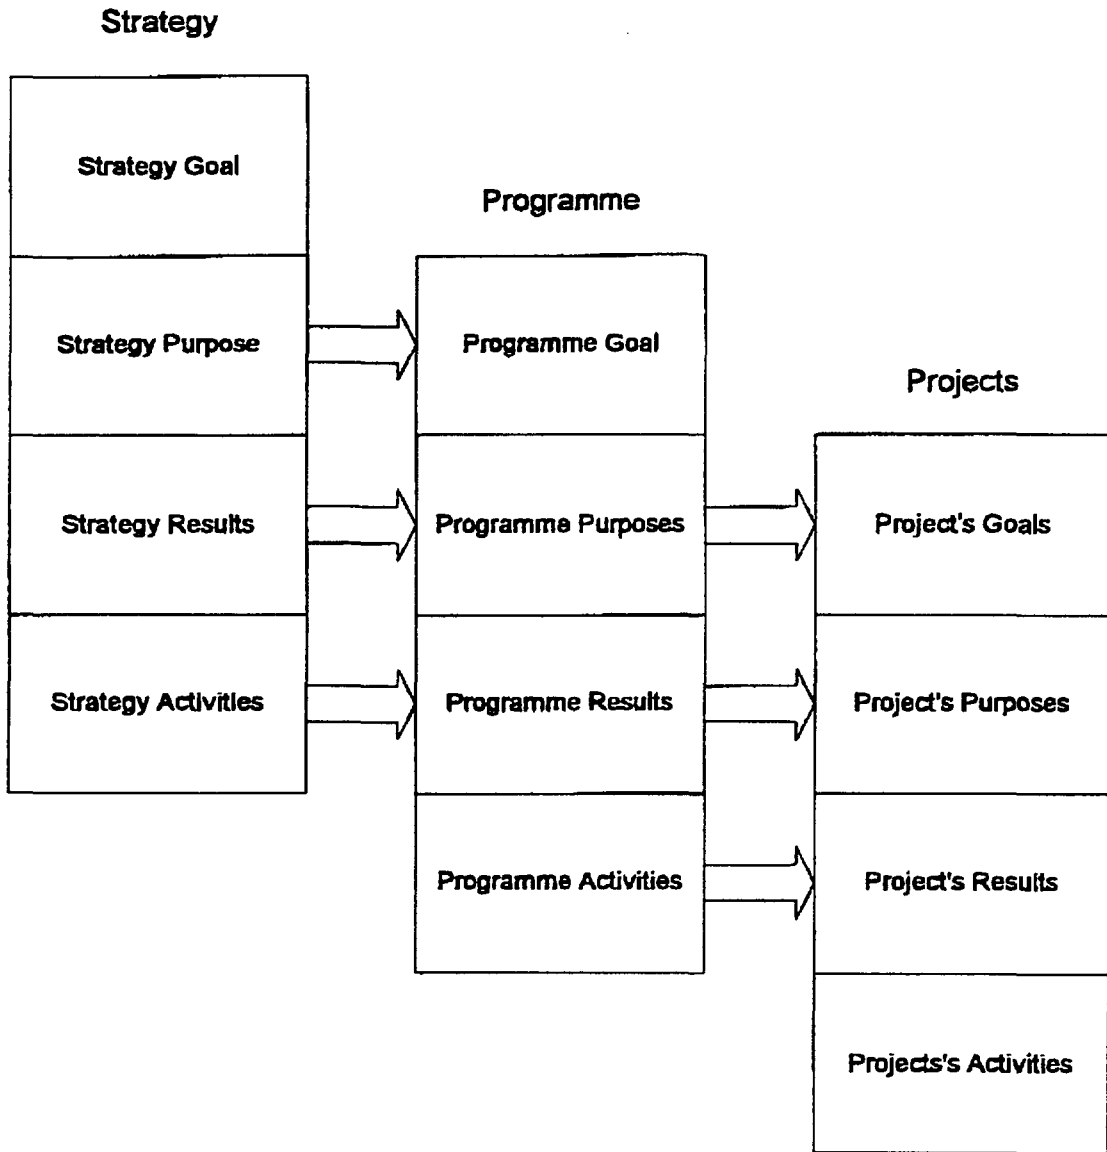 Strategy
Strategy Goal
Strategy Purpose
Strategy Results
Strategy Activities
Programme
Programme Goal
Programme Purposes
Programme Results
Programme Activities
Projects
Project's Goals
Project's Purposes
Project's Results
Projects's Activities